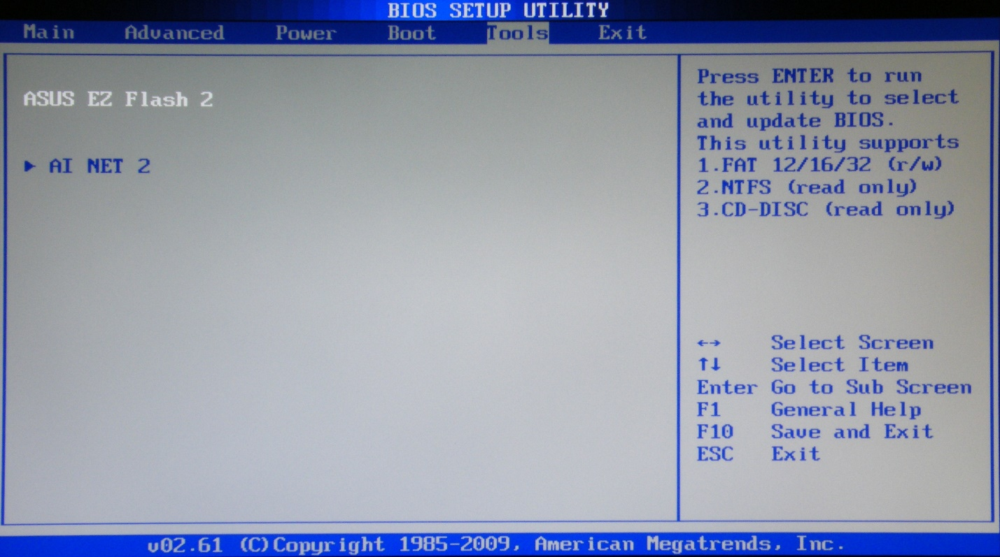 BIOS SETUP UTILITY
Main Advanced Power Boot Tools Exit
ASUS EZ Flash 2
▶ AI NET 2
Press ENTER to run
the utility to select
and update BIOS.
This utility supports
1.FAT 12/16/32 (r/w)
2.NTFS (read only)
3.CD-DISC (read only)
←→ Select Screen
↑↓ Select Item
Enter Go to Sub Screen
F1 General Help
F10 Save and Exit
ESC Exit
v02.61 (C)Copyright 1985-2009, American Megatrends, Inc.